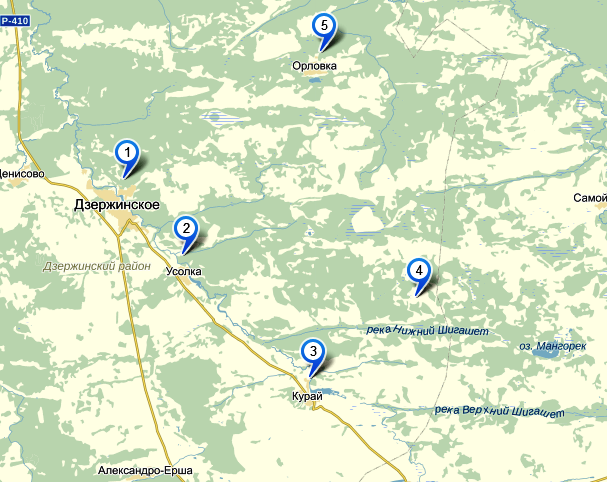 5
Р-410
Орловка
1
Денисово
Дзержинское
Самой
2
Дзержинский район
Усолка
4
река Нижний Шигашет
оз. Мангорек
3
Курай
река Верхний Шигашет
Александро-Ерша